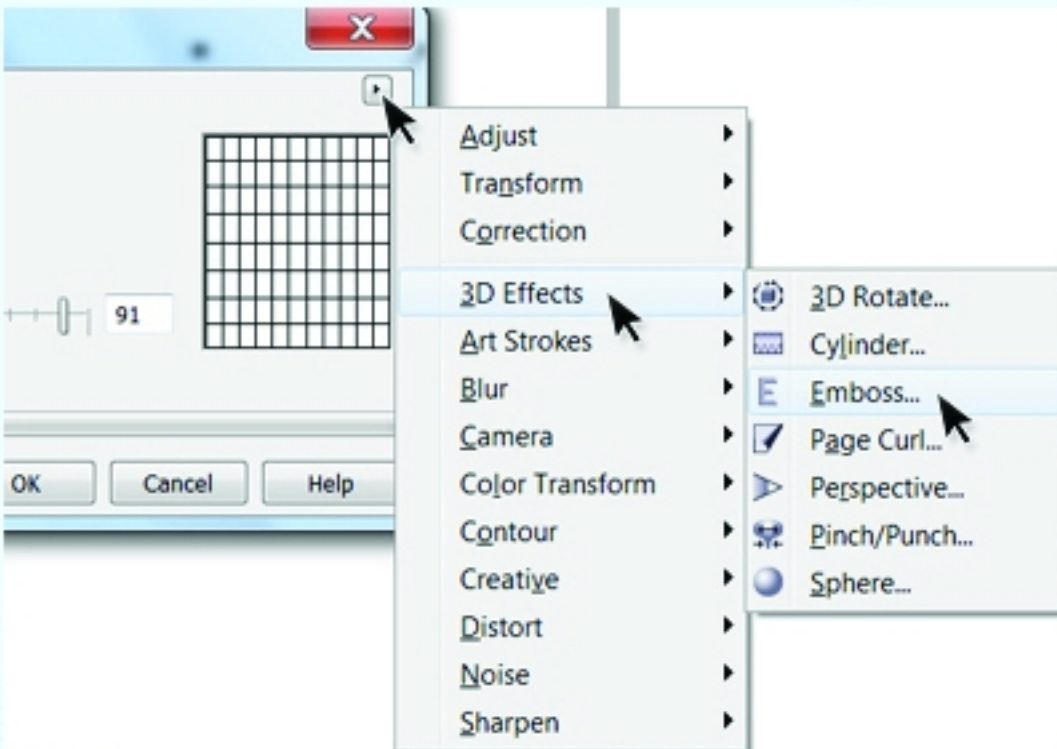 X
91
OK
Cancel
Help
Adjust
Transform
Correction
3D Effects
Art Strokes
Blur
Camera
Color Transform
Contour
Creative
Distort
Noise
Sharpen
3D Rotate...
Cylinder...
E Emboss...
Page Curl...
Perspective...
Pinch/Punch...
Sphere...